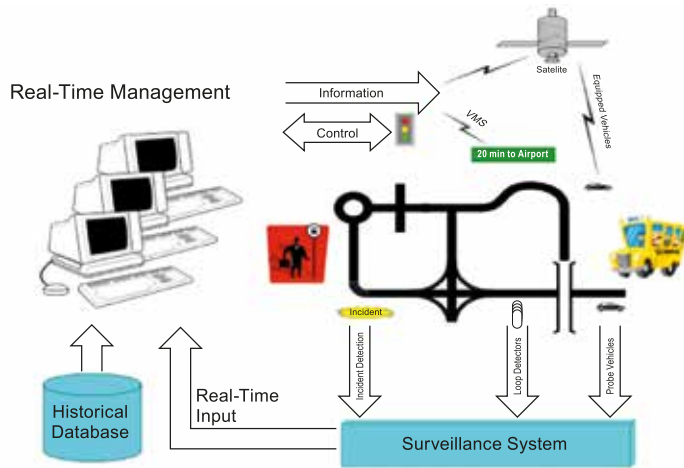 Satelite
Real-Time Management
Information
Equipped Vehicles
Control
VMS
20 min to Airport
Incident
Incident Detection
Loop Detectors
Probe Vehicles
Real-Time
Input
Historical
Database
Surveillance System